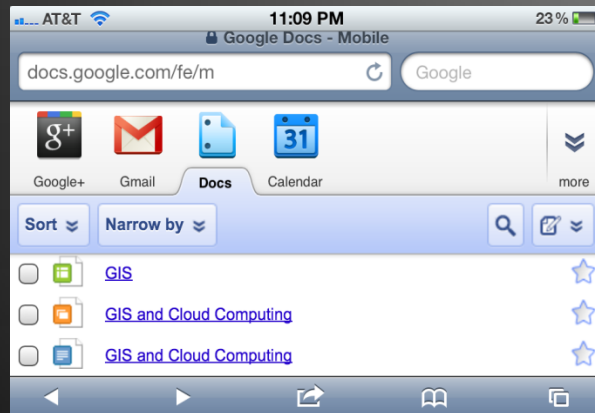 AT&T 11:09 PM 23%
Google Docs - Mobile
docs.google.com/fe/m Google
g+ 31
Google+ Gmail Docs Calendar more
Sort Narrow by
GIS
GIS and Cloud Computing
GIS and Cloud Computing